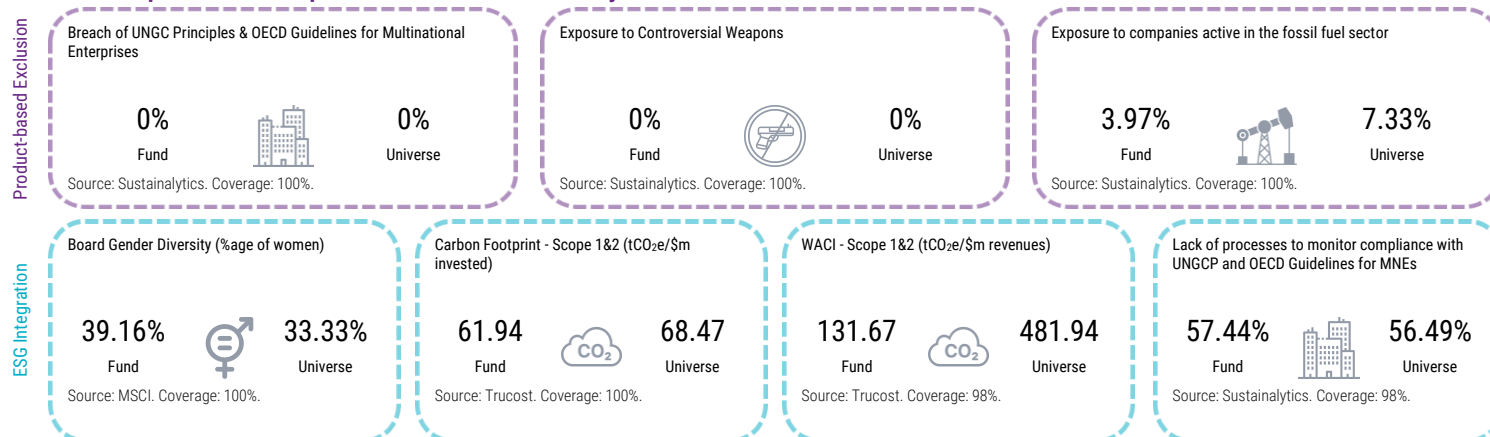 Product-based Exclusion
Breach of UNGC Principles & OECD Guidelines for Multinational
Enterprises
0%
Fund
0%
Universe
Source: Sustainalytics. Coverage: 100%.
Exposure to Controversial Weapons
0%
Fund
0%
Universe
Source: Sustainalytics. Coverage: 100%.
Exposure to companies active in the fossil fuel sector
3.97%
Fund
7.33%
Universe
Source: Sustainalytics. Coverage: 100%.
ESG Integration
Board Gender Diversity (%age of women)
39.16%
Fund
33.33%
Universe
Source: MSCI. Coverage: 100%.
Carbon Footprint - Scope 1&2 (tCO₂e/$m
invested)
61.94
Fund
CO₂
68.47
Universe
Source: Trucost. Coverage: 100%.
WACI - Scope 1&2 (tCO₂e/$m revenues)
131.67
Fund
CO₂
481.94
Universe
Source: Trucost. Coverage: 98%.
Lack of processes to monitor compliance with
UNGCP and OECD Guidelines for MNEs
57.44%
Fund
56.49%
Universe
Source: Sustainalytics. Coverage: 98%.